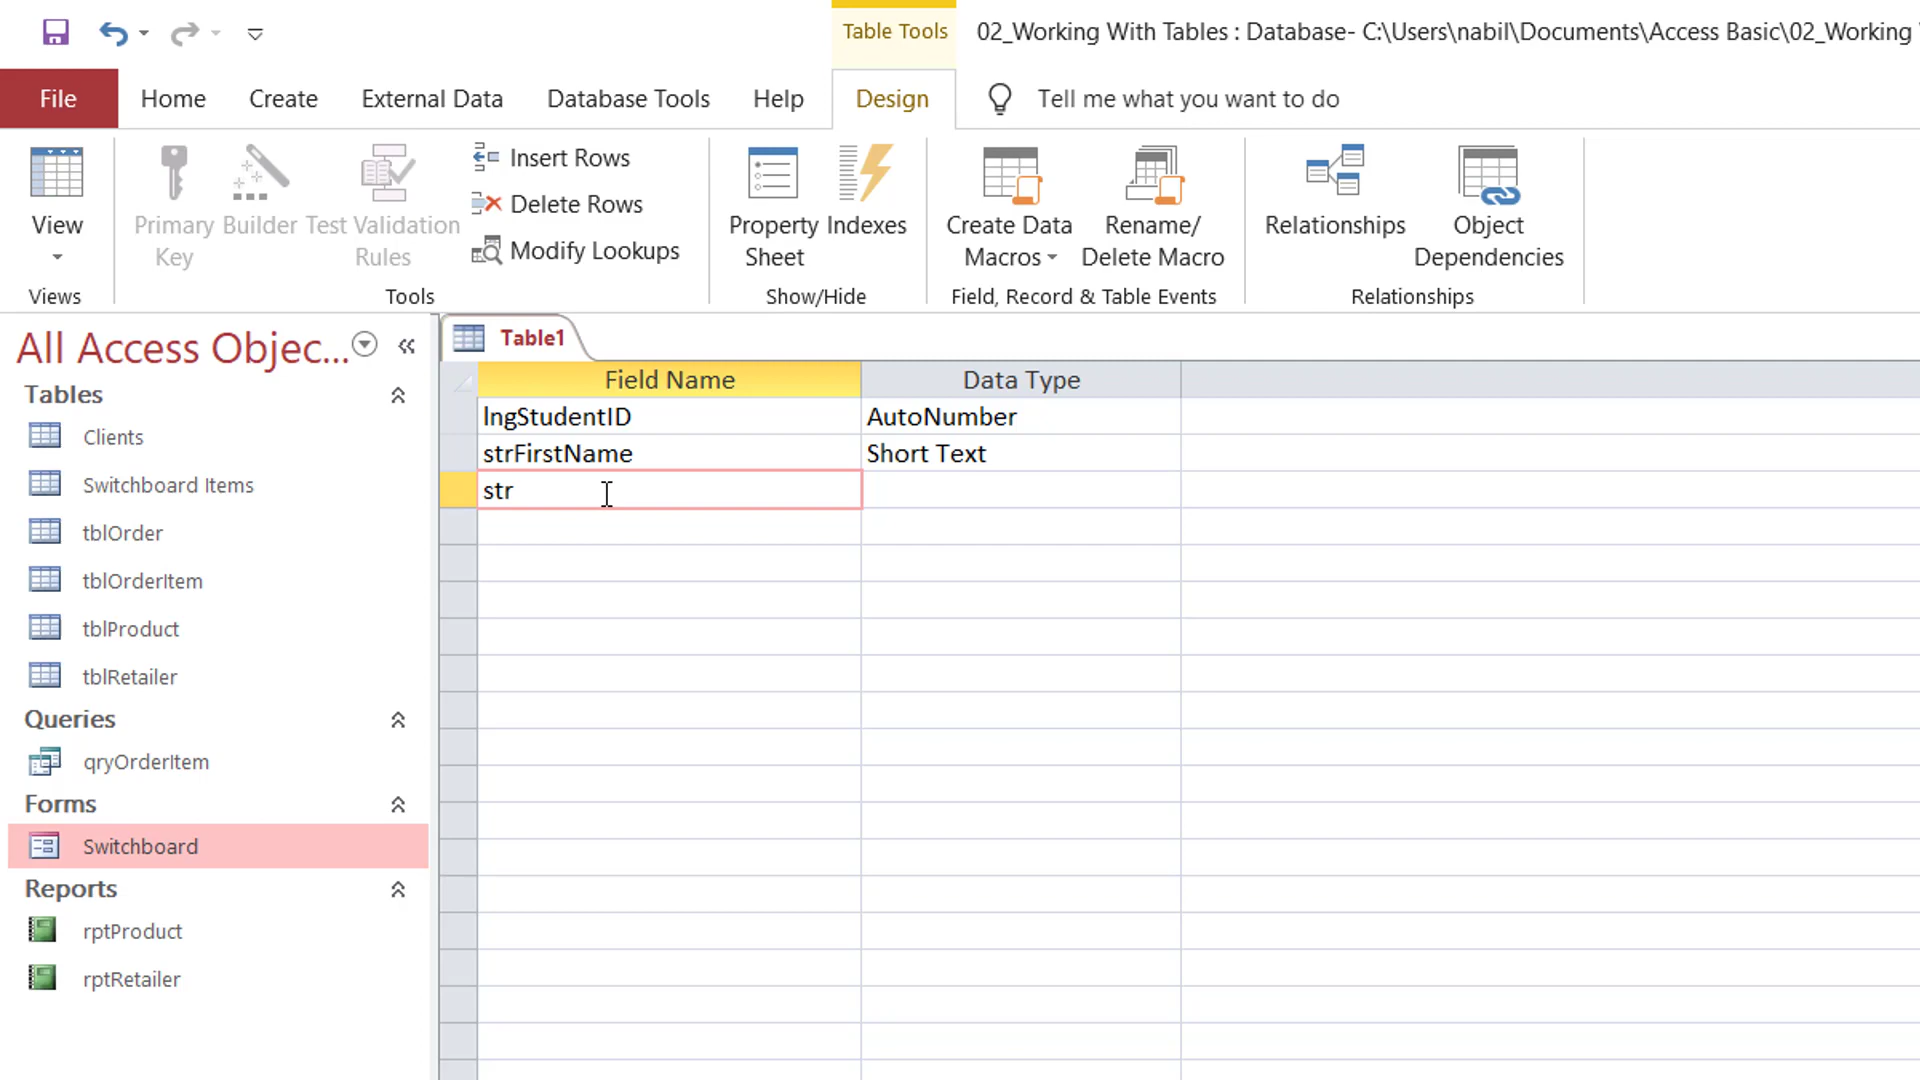 Table Tools
02_Working With Tables : Database- C:\Users\nabil\Documents\Access Basic\02_Working
File
Home
Create
External Data
Database Tools
Help
Design
Tell me what you want to do
View
Primary Key
Builder
Test Validation Rules
Insert Rows
Delete Rows
Modify Lookups
Property Sheet
Indexes
Create Data Macros
Rename/ Delete Macro
Relationships
Object Dependencies
Views
Tools
Show/Hide
Field, Record & Table Events
Relationships
All Access Objec...
Tables
Clients
Switchboard Items
tblOrder
tblOrderItem
tblProduct
tblRetailer
Queries
qryOrderItem
Forms
Switchboard
Reports
rptProduct
rptRetailer
Table1
Field Name
Data Type
lngStudentID
AutoNumber
strFirstName
Short Text
str